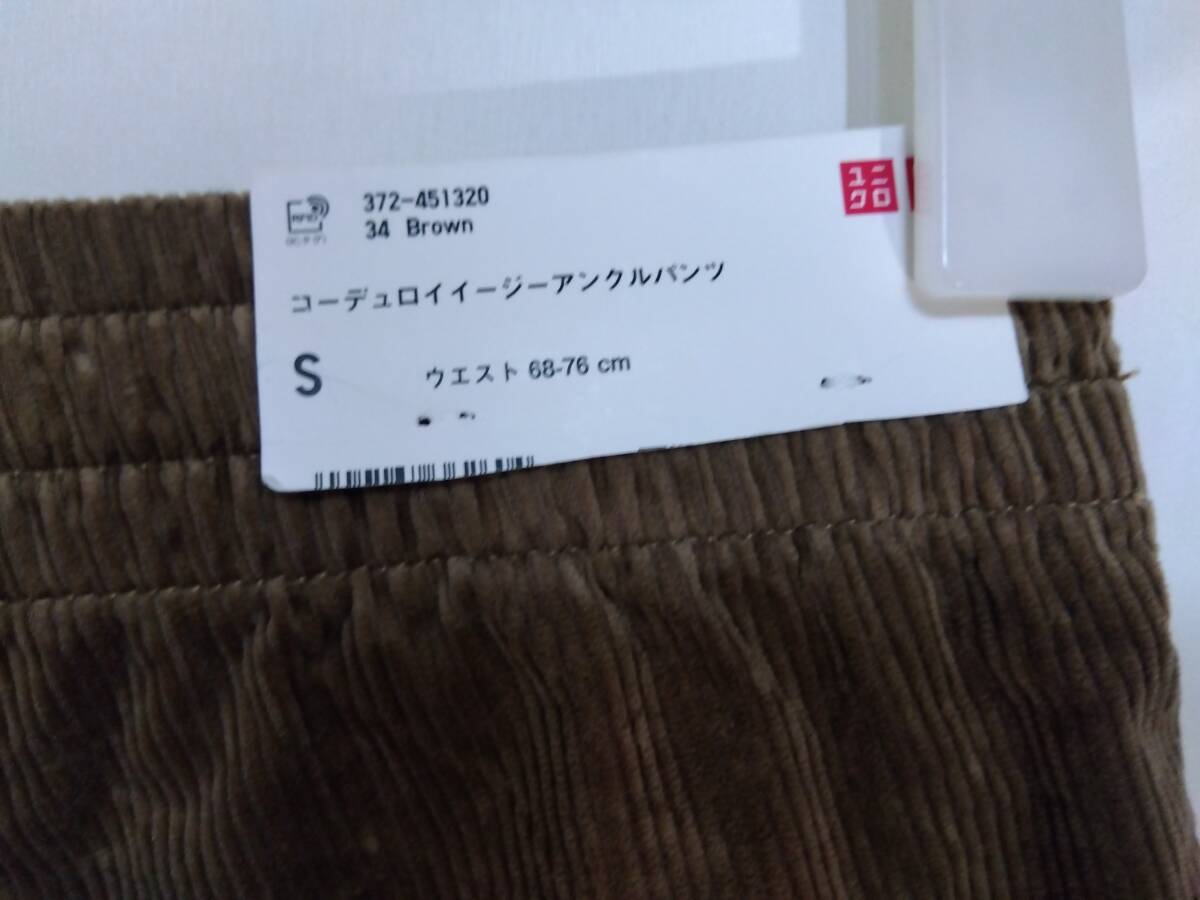 372-451320
34 Brown
ユニ
クロ
RFID
コーデュロイイージーアンクルパンツ
S
ウエスト 68-76 cm